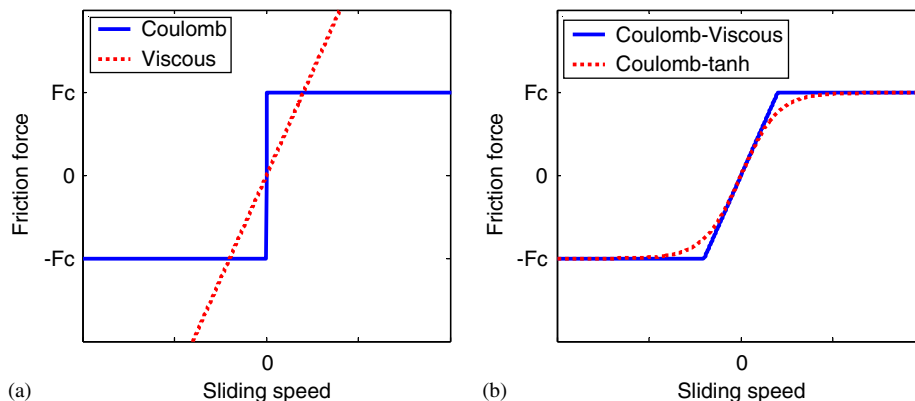 Coulomb
Viscous
Fc
0
-Fc
Friction force
0
Sliding speed
(a)
Coulomb-Viscous
Coulomb-tanh
Fc
0
-Fc
Friction force
0
Sliding speed
(b)